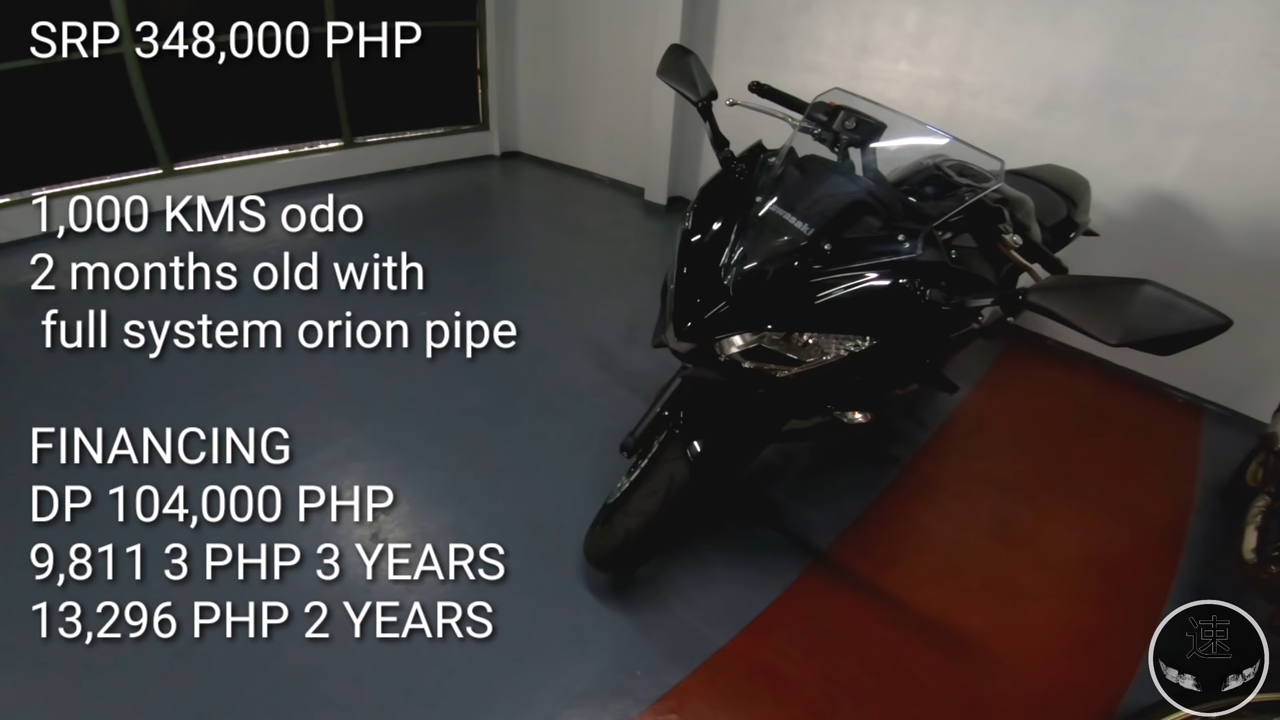 SRP 348,000 PHP
1,000 KMS odo
2 months old with
full system orion pipe
FINANCING
DP 104,000 PHP
9,811 3 PHP 3 YEARS
13,296 PHP 2 YEARS
Kawasaki
速